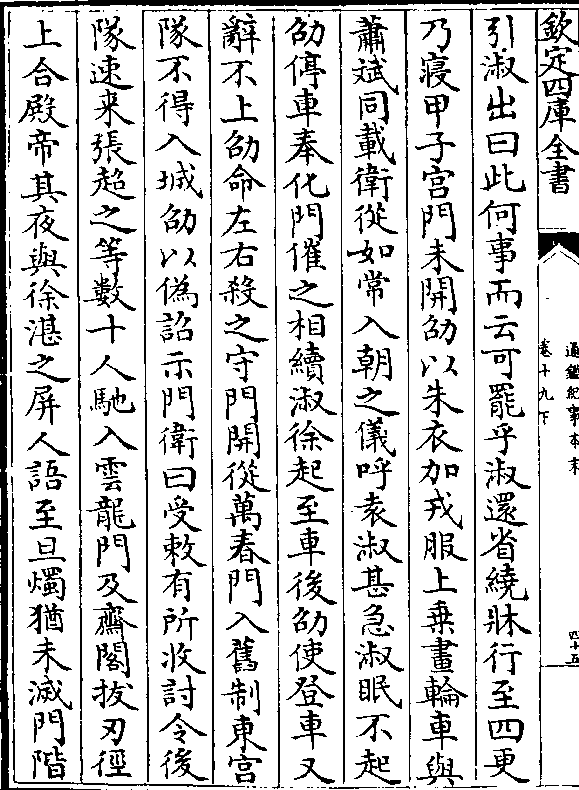 欽定四庫全書
通鑑紀事本末
卷十九下
四十五
引淑出曰此何事而云可罷乎淑還省繞牀行至四更
乃寢甲子宫門未開劭以朱衣加戎服上乗畫輪車與
蕭斌同載衛從如常入朝之儀呼袁淑甚急淑眠不起
劭停車奉化門催之相續淑徐起至車後劭使登車又
辭不上劭命左右殺之守門開從萬春門入舊制東宫
隊不得入城劭以偽詔示門衛曰受敕有所收討令後
隊速来張超之等數十人馳入雲龍門及齋閤拔刃徑
上合殿帝其夜與徐湛之屏人語至旦燭猶未滅門階